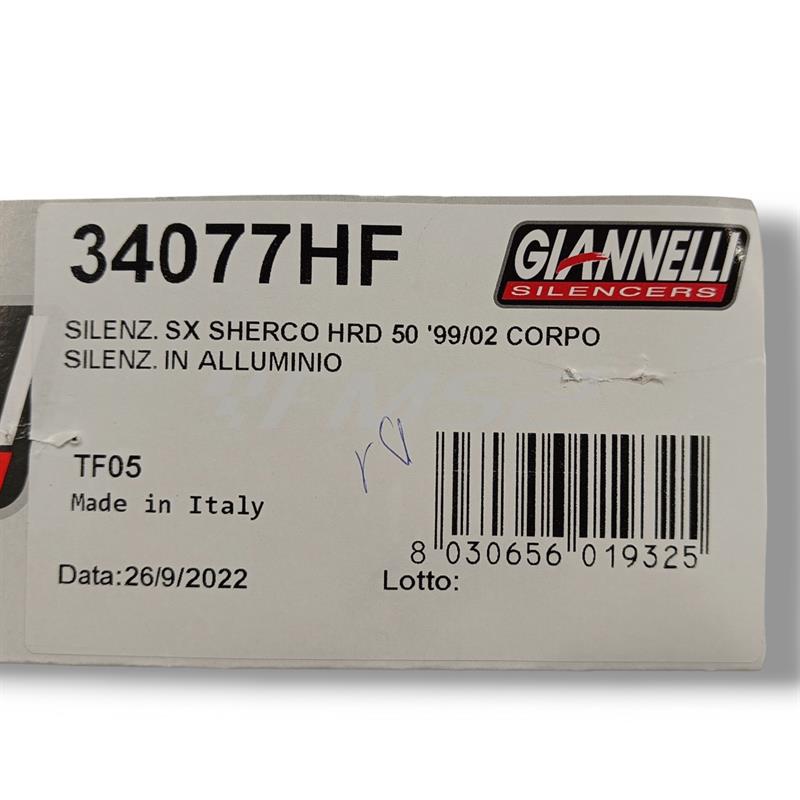 34077HF
GIANNELLI
SILENCERS
SILENZ. SX SHERCO HRD 50 '99/02 CORPO
SILENZ. IN ALLUMINIO
TF05
Made in Italy
8 030656 019325
Data:26/9/2022
Lotto: